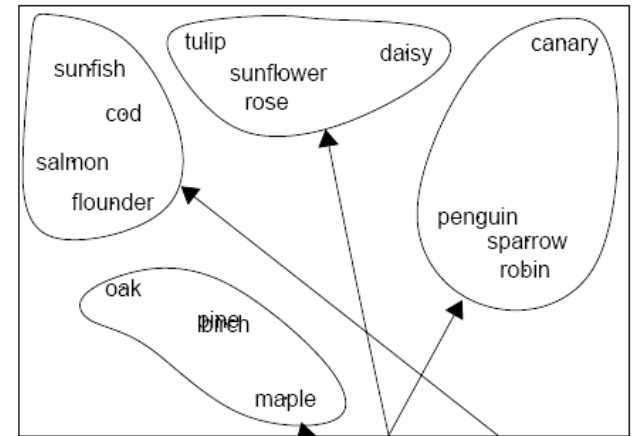 sunfish
cod
salmon
flounder
tulip
daisy
sunflower
rose
canary
penguin
sparrow
robin
oak
pine
birch
maple